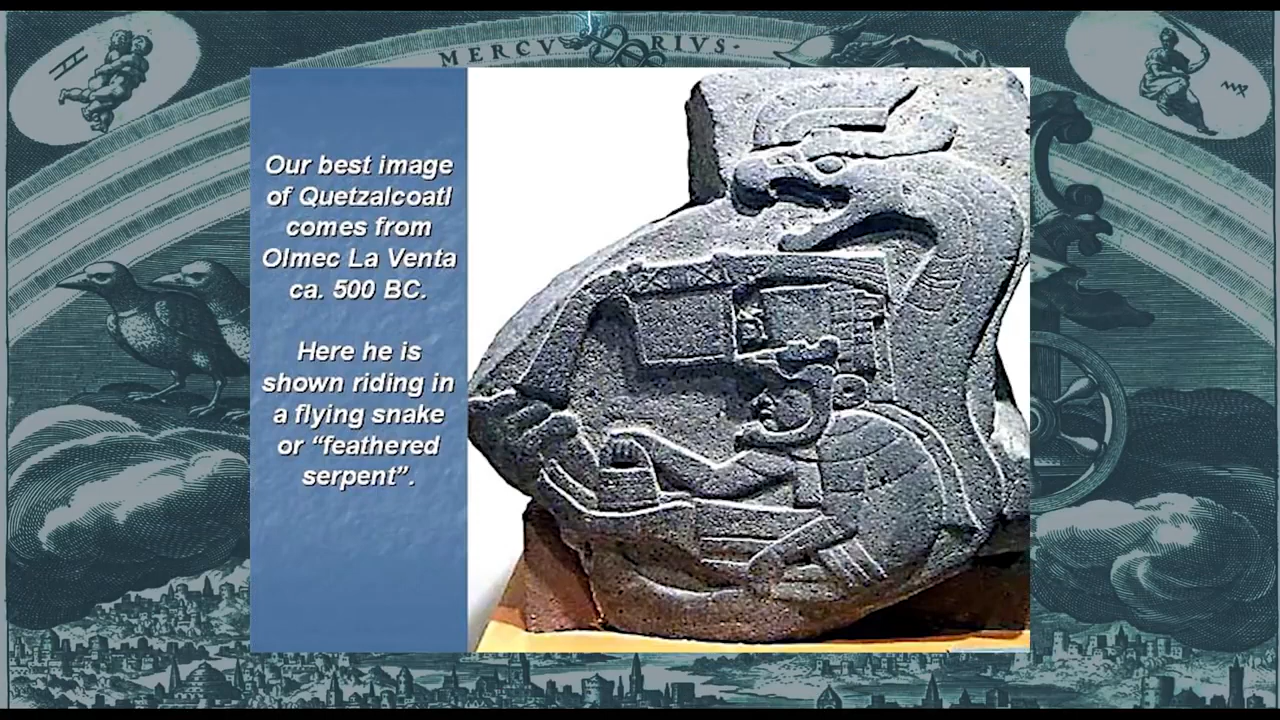 MERCVRIVS·
Our best image
of Quetzalcoatl
comes from
Olmec La Venta
ca. 500 BC.
Here he is
shown riding in
a flying snake
or “feathered
serpent”.